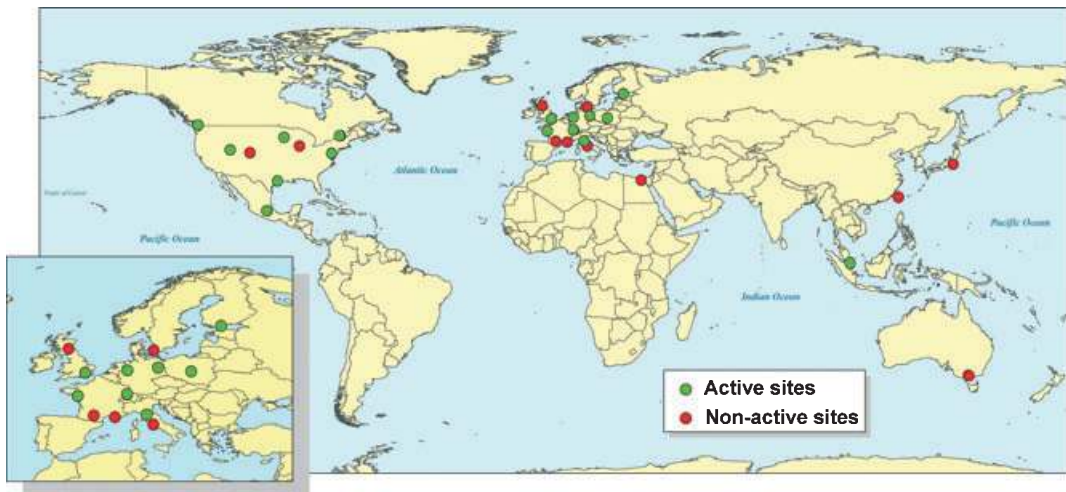 Atlantic Ocean
Pacific Ocean
Pacific Ocean
Indian Ocean
Active sites
Non-active sites